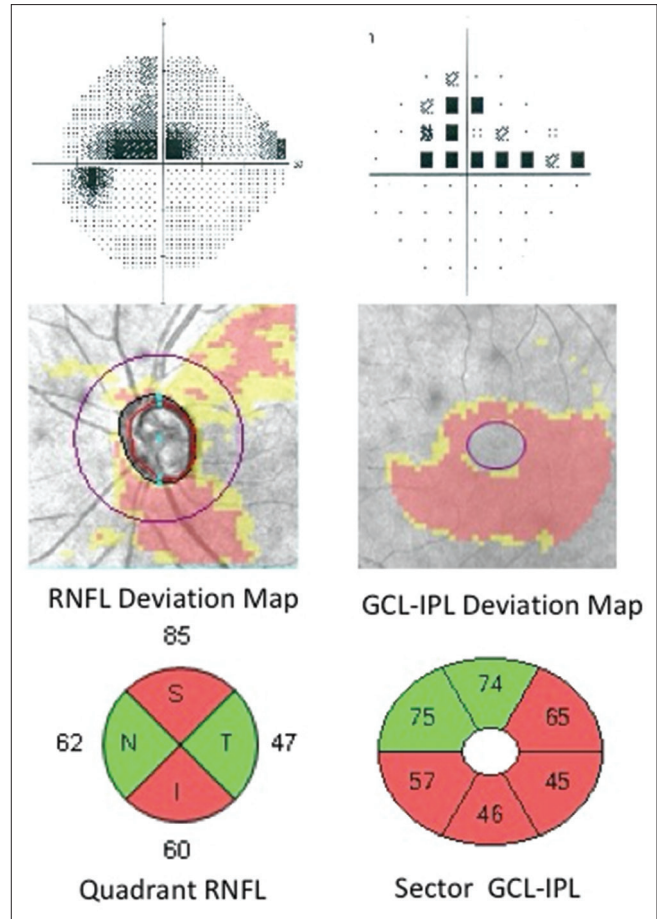 30
RNFL Deviation Map
GCL-IPL Deviation Map
85
S
62
N
T
47
I
60
Quadrant RNFL
74
75
65
57
45
46
Sector GCL-IPL